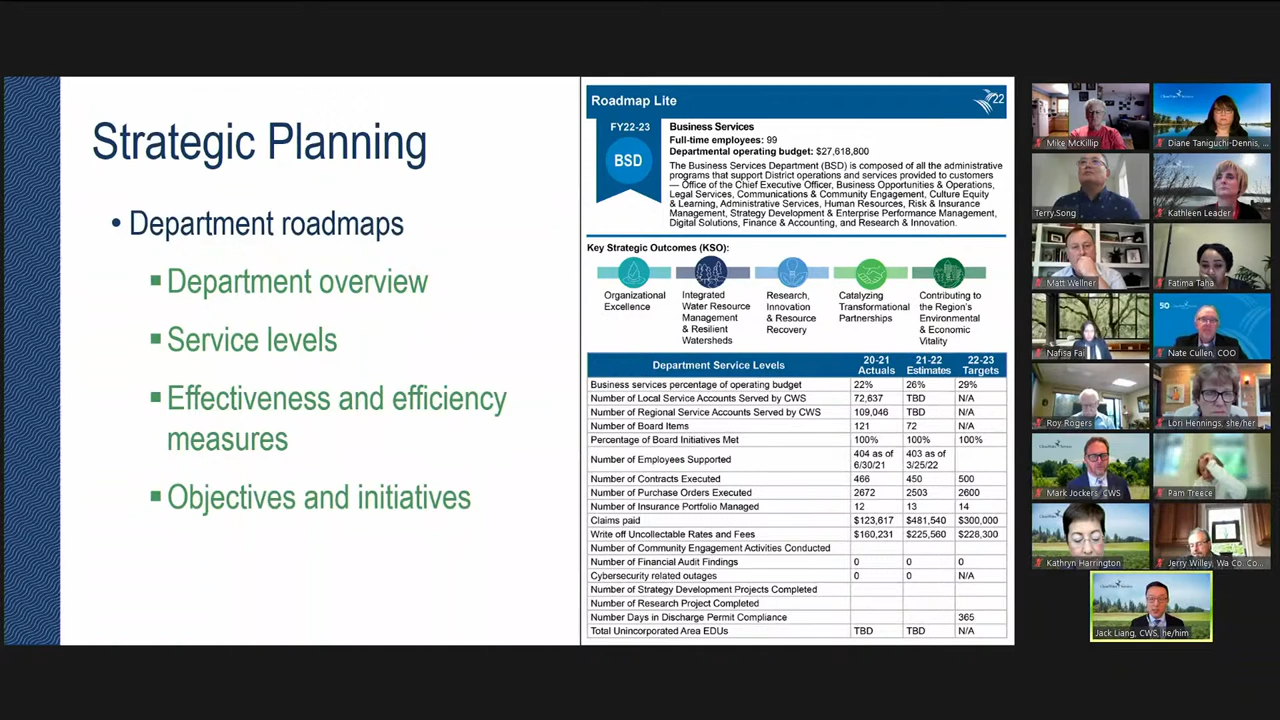 Strategic Planning
• Department roadmaps
▪ Department overview
▪ Service levels
▪ Effectiveness and efficiency
measures
▪ Objectives and initiatives
Roadmap Lite
22
FY22-23
BSD
Business Services
Full-time employees: 99
Departmental operating budget: $27,618,800
The Business Services Department (BSD) is composed of all the administrative
programs that support District operations and services provided to customers
— Office of the Chief Executive Officer, Business Opportunities & Operations,
Legal Services, Communications & Community Engagement, Culture Equity
& Learning, Administrative Services, Human Resources, Risk & Insurance
Management, Strategy Development & Enterprise Performance Management,
Digital Solutions, Finance & Accounting, and Research & Innovation.
Key Strategic Outcomes (KSO):
Organizational
Excellence
Integrated
Water Resource
Management
& Resilient
Watersheds
Research,
Innovation
& Resource
Recovery
Catalyzing
Transformational
Partnerships
Contributing to
the Region's
Environmental
& Economic
Vitality
Department Service Levels 20-21 Actuals 21-22 Estimates 22-23 Targets
Business services percentage of operating budget 22% 26% 29%
Number of Local Service Accounts Served by CWS 72,637 TBD N/A
Number of Regional Service Accounts Served by CWS 109,046 TBD N/A
Number of Board Items 121 72 N/A
Percentage of Board Initiatives Met 100% 100% 100%
Number of Employees Supported 404 as of 6/30/21 403 as of 3/25/22
Number of Contracts Executed 466 450 500
Number of Purchase Orders Executed 2672 2503 2600
Number of Insurance Portfolio Managed 12 13 14
Claims paid $123,617 $481,540 $300,000
Write off Uncollectable Rates and Fees $160,231 $225,560 $228,300
Number of Community Engagement Activities Conducted
Number of Financial Audit Findings 0 0 0
Cybersecurity related outages 0 0 N/A
Number of Strategy Development Projects Completed
Number of Research Project Completed
Number Days in Discharge Permit Compliance 365
Total Unincorporated Area EDUs TBD TBD N/A
Mike McKillip
Diane Taniguchi-Dennis, ...
Terry.Song
Kathleen Leader
Matt Wellner
Fatima Taha
Nafisa Fai
50
Nate Cullen, COO
Roy Rogers
Lori Hennings, she/her
Mark Jockers, CWS
Pam Treece
Kathryn Harrington
Jerry Willey, Wa Co. Co...
Jack Liang, CWS, he/him